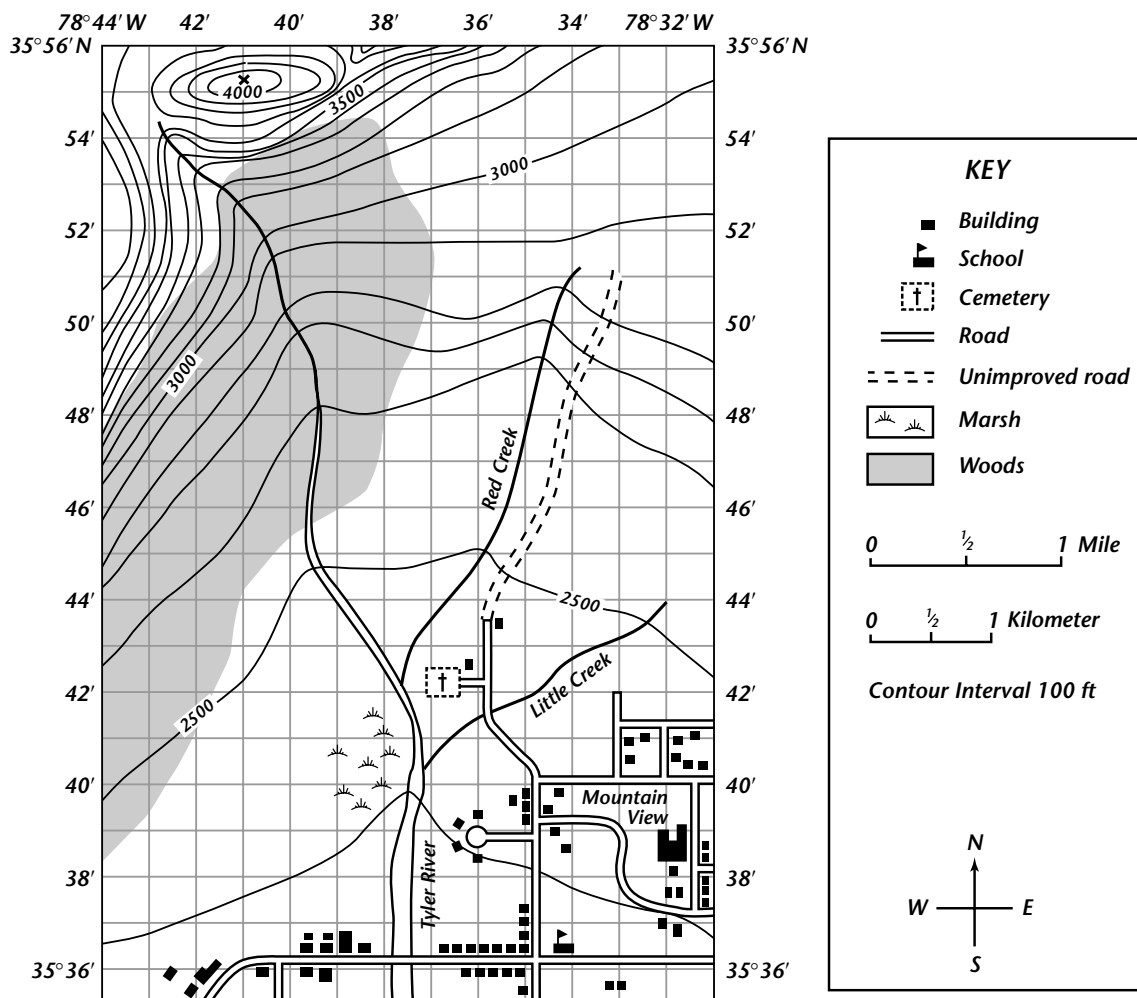 78°44′ W 42′ 40′ 36′ 34′ 78°32′ W
35°56′ N 35°56′ N
4000
3500
54′ 54′
3000
52′ 52′
50′ 50′
3000
48′ 48′
Red Creek
46′ 46′
2500
44′ 44′
Little Creek
42′ 42′
2500
40′ 40′
Mountain
View
38′ 38′
Tyler River
35°36′ 35°36′
KEY
Building
School
Cemetery
Road
Unimproved road
Marsh
Woods
0 ½ 1 Mile
0 ½ 1 Kilometer
Contour Interval 100 ft
N
W E
S